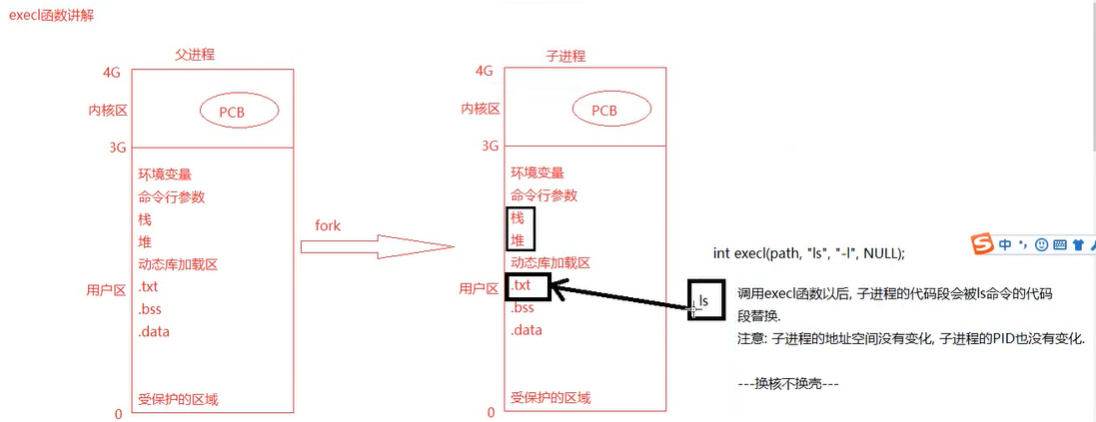 execl函数讲解
父进程
4G
内核区
PCB
3G
环境变量
命令行参数
栈
堆
动态库加载区
用户区
.txt
.bss
.data
受保护的区域
0
fork
子进程
4G
内核区
PCB
3G
环境变量
命令行参数
栈
堆
动态库加载区
用户区
.txt
.bss
.data
受保护的区域
0
int execl(path, "ls", "-l", NULL);
ls
调用execl函数以后, 子进程的代码段会被ls命令的代码
段替换.
注意: 子进程的地址空间没有变化, 子进程的PID也没有变化.
---换核不换壳---
S中